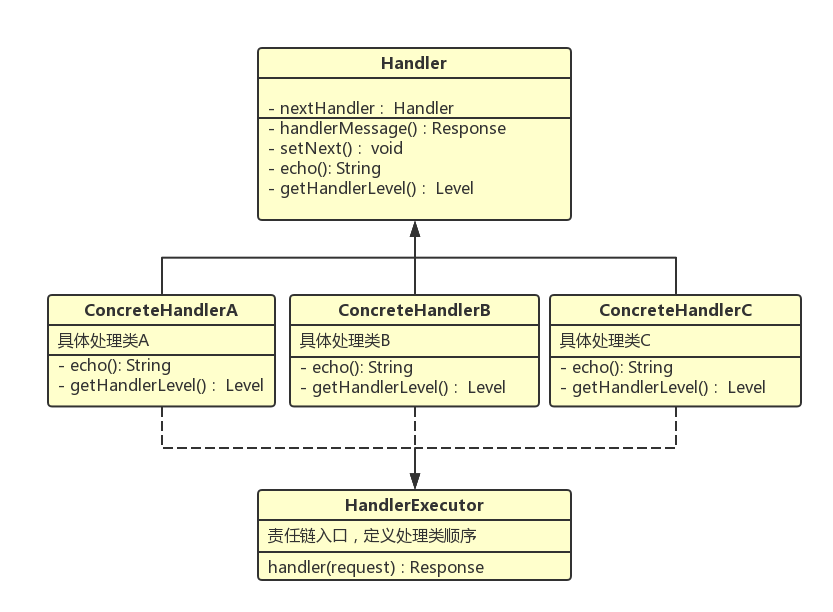 Handler
- nextHandler :  Handler
- handlerMessage() : Response
- setNext() :  void
- echo(): String
- getHandlerLevel() :  Level
ConcreteHandlerA
具体处理类A
- echo(): String
- getHandlerLevel() :  Level
ConcreteHandlerB
具体处理类B
- echo(): String
- getHandlerLevel() :  Level
ConcreteHandlerC
具体处理类C
- echo(): String
- getHandlerLevel() :  Level
HandlerExecutor
责任链入口，定义处理类顺序
handler(request) : Response